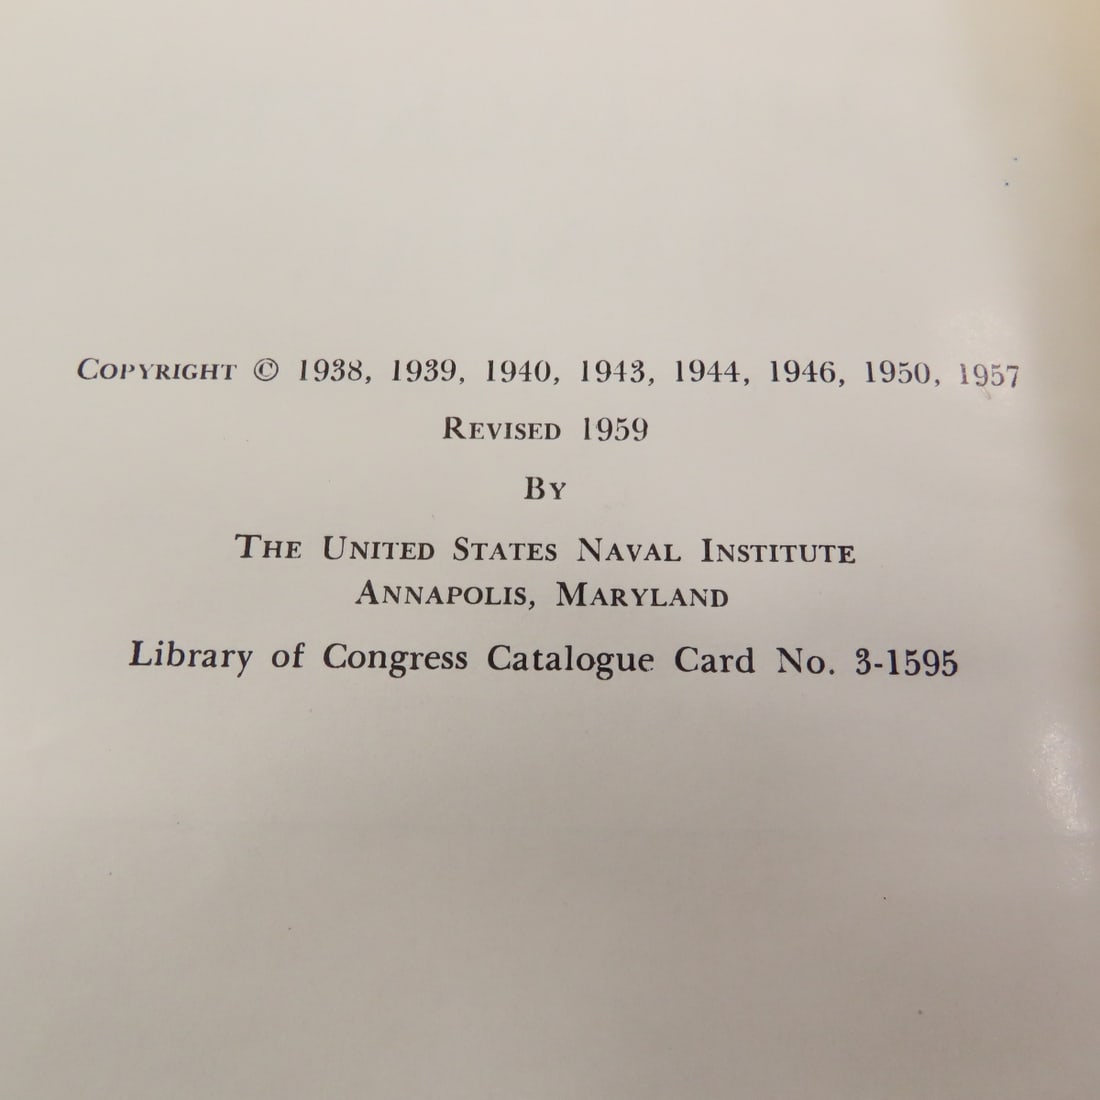 Copyright © 1938, 1939, 1940, 1943, 1944, 1946, 1950, 1957
Revised 1959
By
The United States Naval Institute
Annapolis, Maryland
Library of Congress Catalogue Card No. 3-1595